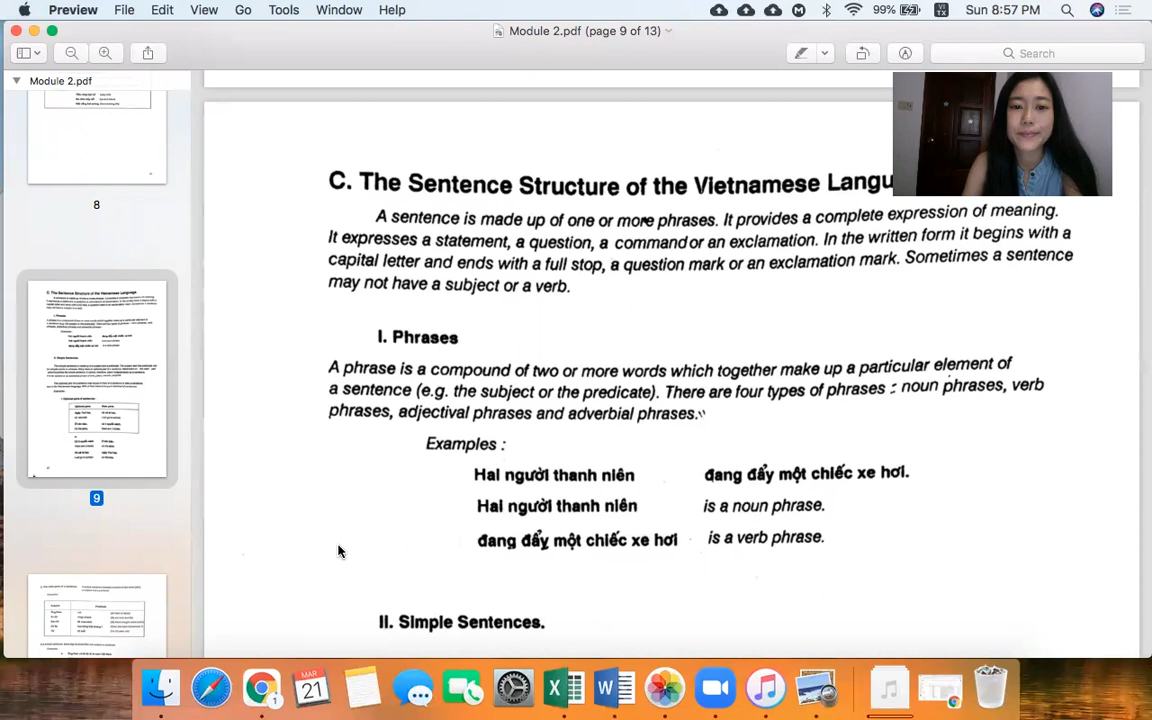 Preview File Edit View Go Tools Window Help
99% VI TX Sun 8:57 PM
Module 2.pdf (page 9 of 13)
Search
Module 2.pdf
8
9
C. The Sentence Structure of the Vietnamese Langu
A sentence is made up of one or more phrases. It provides a complete expression of meaning.
It expresses a statement, a question, a command or an exclamation. In the written form it begins with a
capital letter and ends with a full stop, a question mark or an exclamation mark. Sometimes a sentence
may not have a subject or a verb.
I. Phrases
A phrase is a compound of two or more words which together make up a particular element of
a sentence (e.g. the subject or the predicate). There are four types of phrases : noun phrases, verb
phrases, adjectival phrases and adverbial phrases.
Examples :
Hai người thanh niên đang đẩy một chiếc xe hơi.
Hai người thanh niên is a noun phrase.
đang đẩy một chiếc xe hơi is a verb phrase.
II. Simple Sentences.
MAR
21